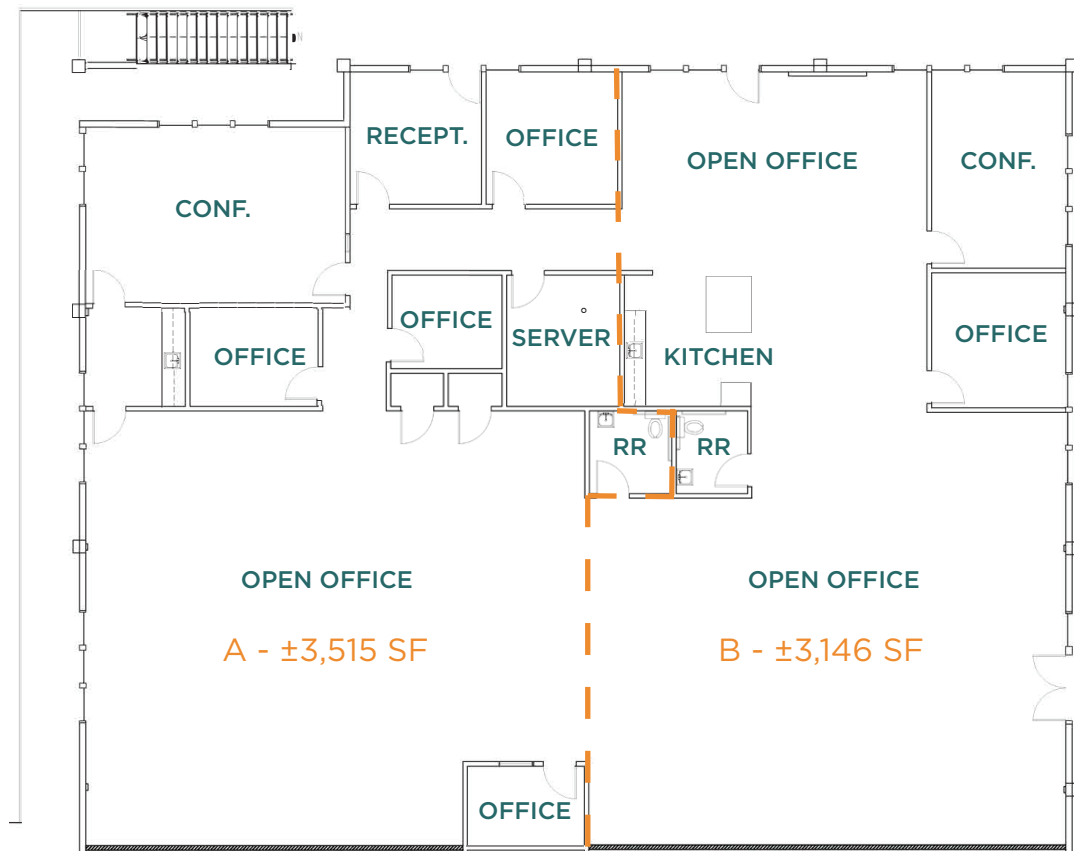 RECEPT.
OFFICE
OPEN OFFICE
CONF.
CONF.
OFFICE
SERVER
OFFICE
KITCHEN
OFFICE
RR
RR
OPEN OFFICE
OPEN OFFICE
A - ±3,515 SF
B - ±3,146 SF
OFFICE